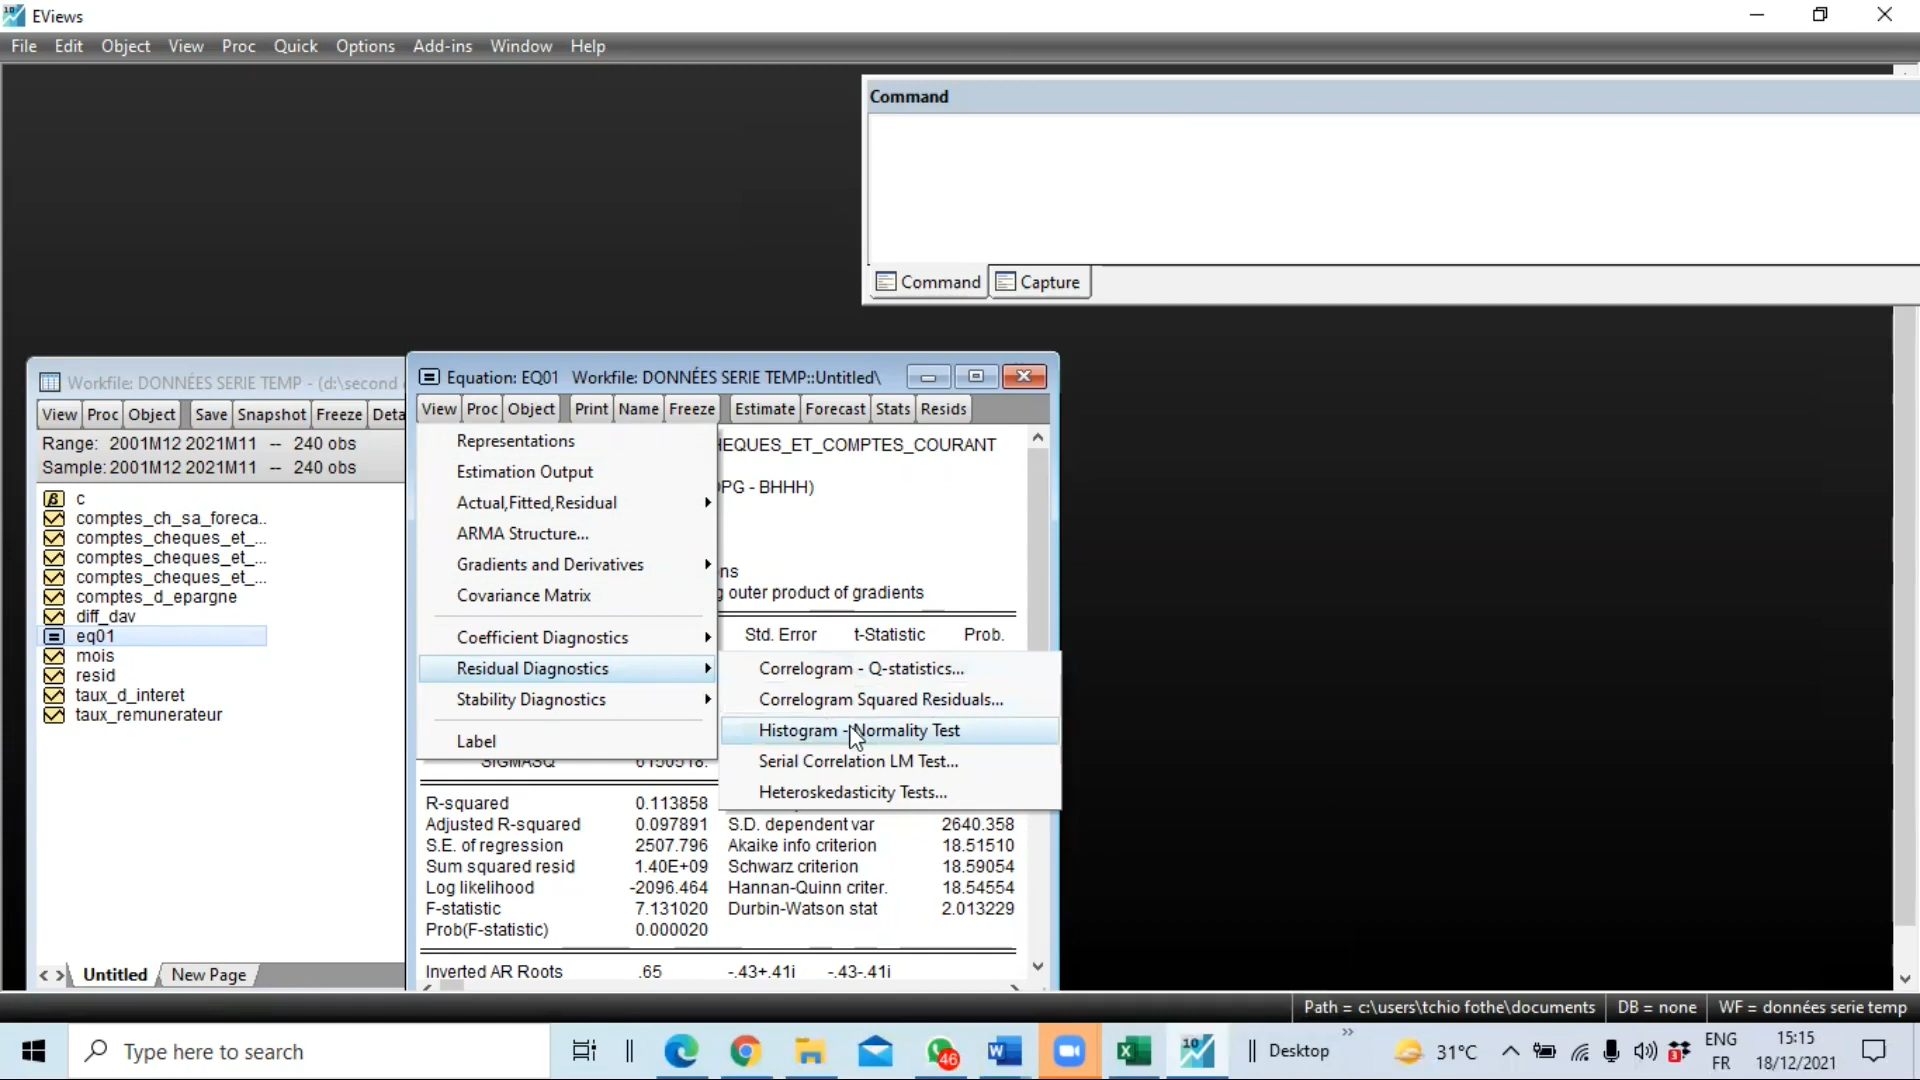 EViews
File Edit Object View Proc Quick Options Add-ins Window Help
Command
Command Capture
Workfile: DONNÉES SERIE TEMP - (d:\second
View Proc Object Save Snapshot Freeze Deta
Range: 2001M12 2021M11 -- 240 obs
Sample: 2001M12 2021M11 -- 240 obs
c
comptes_ch_sa_foreca..
comptes_cheques_et_...
comptes_cheques_et_...
comptes_cheques_et_...
comptes_d_epargne
diff_dav
eq01
mois
resid
taux_d_interet
taux_remunerateur
Untitled New Page
Equation: EQ01 Workfile: DONNÉES SERIE TEMP::Untitled\
View Proc Object Print Name Freeze Estimate Forecast Stats Resids
Representations
Estimation Output
Actual,Fitted,Residual
ARMA Structure...
Gradients and Derivatives
Covariance Matrix
Coefficient Diagnostics
Residual Diagnostics
Stability Diagnostics
Label
HEQUES_ET_COMPTES_COURANT
PG - BHHH)
ns
g outer product of gradients
Std. Error t-Statistic Prob.
Correlogram - Q-statistics...
Correlogram Squared Residuals...
Histogram - Normality Test
Serial Correlation LM Test...
Heteroskedasticity Tests...
SIGMASQ 6150518.
R-squared 0.113858
Adjusted R-squared 0.097891 S.D. dependent var 2640.358
S.E. of regression 2507.796 Akaike info criterion 18.51510
Sum squared resid 1.40E+09 Schwarz criterion 18.59054
Log likelihood -2096.464 Hannan-Quinn criter. 18.54554
F-statistic 7.131020 Durbin-Watson stat 2.013229
Prob(F-statistic) 0.000020
Inverted AR Roots .65 -.43+.41i -.43-.41i
Path = c:\users\tchio fothe\documents DB = none WF = données serie temp
Type here to search
46
10
Desktop
31°C
3
ENG
FR
15:15
18/12/2021